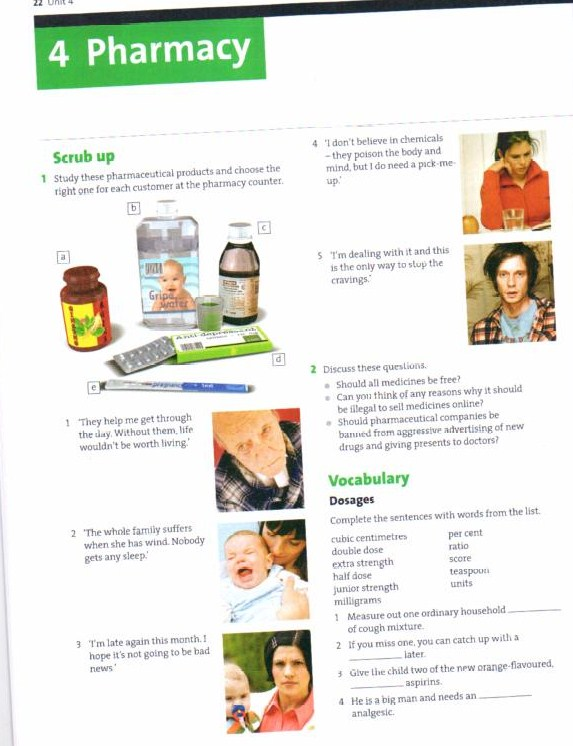 22 Unit 4
4 Pharmacy
Scrub up
1 Study these pharmaceutical products and choose the
right one for each customer at the pharmacy counter.
a
b
c
Gripe
water
Anti-depressants
d
e
pregnancy test
1 'They help me get through
the day. Without them, life
wouldn't be worth living.'
2 'The whole family suffers
when she has wind. Nobody
gets any sleep.'
3 'I'm late again this month. I
hope it's not going to be bad
news.'
4 'I don't believe in chemicals
– they poison the body and
mind, but I do need a pick-me-
up.'
5 'I'm dealing with it and this
is the only way to stop the
cravings.'
2 Discuss these questions.
Should all medicines be free?
Can you think of any reasons why it should
be illegal to sell medicines online?
Should pharmaceutical companies be
banned from aggressive advertising of new
drugs and giving presents to doctors?
Vocabulary
Dosages
Complete the sentences with words from the list.
cubic centimetres
double dose
extra strength
half dose
junior strength
milligrams
per cent
ratio
score
teaspoon
units
1 Measure out one ordinary household ________
of cough mixture.
2 If you miss one, you can catch up with a
________ later.
3 Give the child two of the new orange-flavoured,
________ aspirins.
4 He is a big man and needs an ________
analgesic.